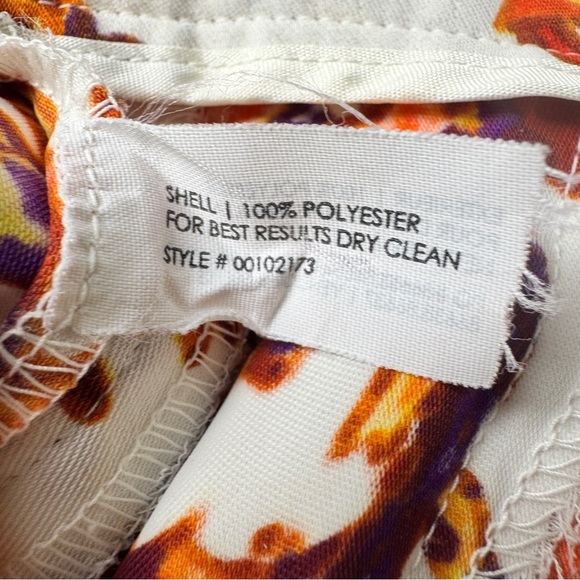 SHELL | 100% POLYESTER
FOR BEST RESULTS DRY CLEAN
STYLE # 00102173